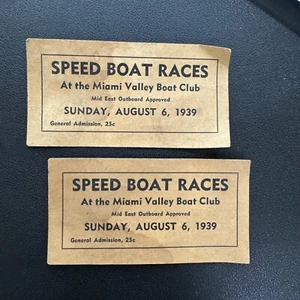 SPEED BOAT RACES
At the Miami Valley Boat Club
Mid East Outboard Approved
SUNDAY, AUGUST 6, 1939
General Admission, 25c
SPEED BOAT RACES
At the Miami Valley Boat Club
Mid East Outboard Approved
SUNDAY, AUGUST 6, 1939
General Admission, 25c